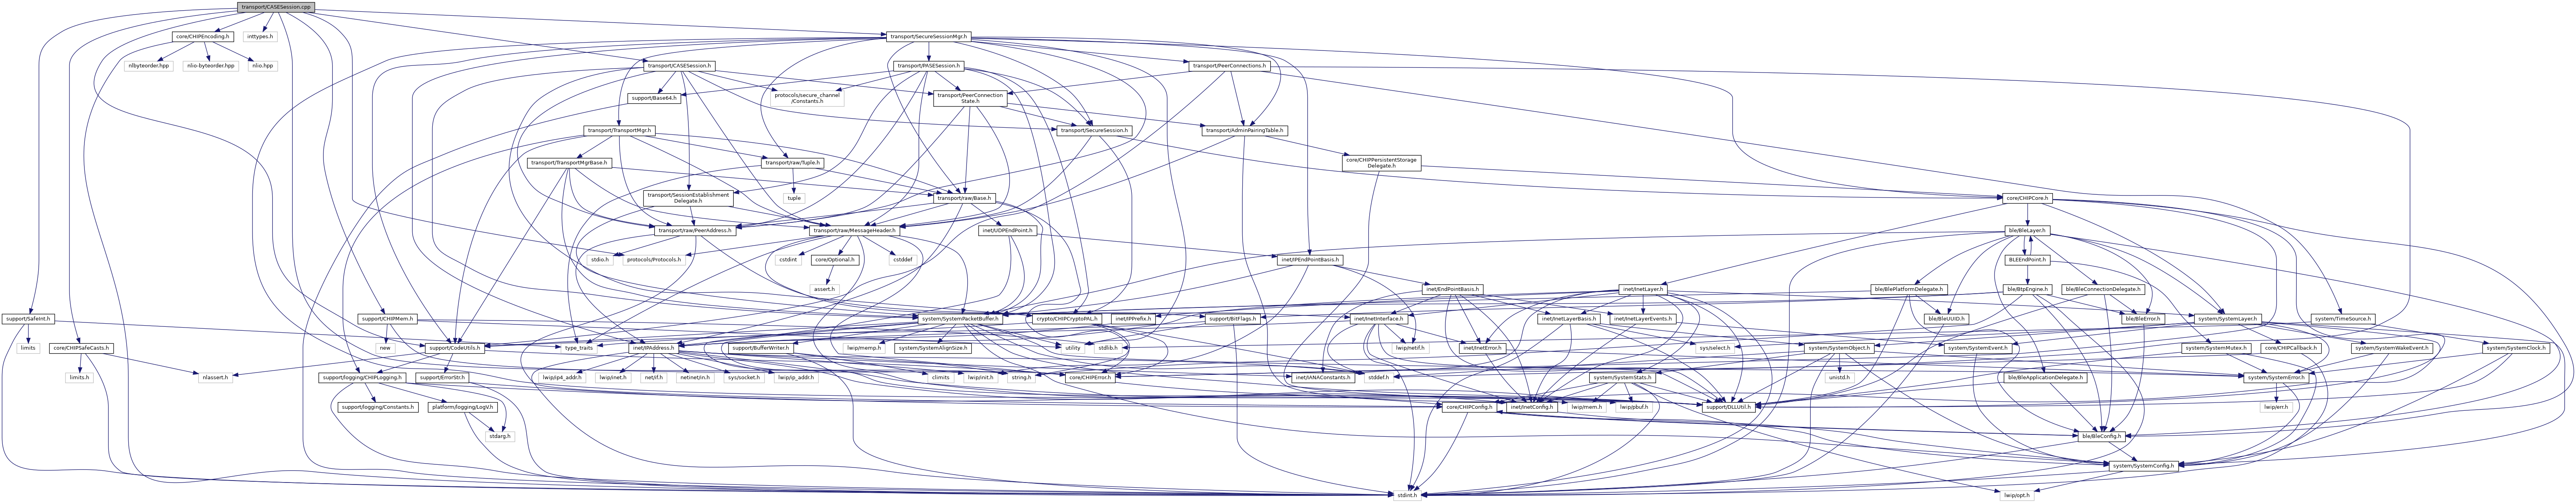 transport/CASESession.cpp
core/CHIPEncoding.h
inttypes.h
transport/SecureSessionMgr.h
nlbyteorder.hpp
nlio-byteorder.hpp
nlio.hpp
transport/CASESession.h
transport/PASESession.h
transport/PeerConnections.h
support/Base64.h
protocols/secure_channel
/Constants.h
transport/PeerConnection
State.h
transport/TransportMgr.h
transport/SecureSession.h
transport/AdminPairingTable.h
transport/TransportMgrBase.h
transport/raw/Tuple.h
core/CHIPPersistentStorage
Delegate.h
transport/SessionEstablishment
Delegate.h
tuple
transport/raw/Base.h
core/CHIPCore.h
transport/raw/PeerAddress.h
transport/raw/MessageHeader.h
inet/UDPEndPoint.h
ble/BleLayer.h
stdio.h
protocols/Protocols.h
cstdint
core/Optional.h
cstddef
inet/IPEndPointBasis.h
BLEEndPoint.h
assert.h
inet/EndPointBasis.h
inet/InetLayer.h
ble/BlePlatformDelegate.h
ble/BtpEngine.h
ble/BleConnectionDelegate.h
support/SafeInt.h
support/CHIPMem.h
system/SystemPacketBuffer.h
crypto/CHIPCryptoPAL.h
inet/IPPrefix.h
support/BitFlags.h
inet/InetInterface.h
inet/InetLayerBasis.h
inet/InetLayerEvents.h
ble/BleUUID.h
ble/BleError.h
system/SystemLayer.h
system/TimeSource.h
limits
core/CHIPSafeCasts.h
new
support/CodeUtils.h
type_traits
inet/IPAddress.h
support/BufferWriter.h
lwip/memp.h
system/SystemAlignSize.h
utility
stdlib.h
lwip/netif.h
inet/InetError.h
sys/select.h
system/SystemObject.h
system/SystemEvent.h
system/SystemMutex.h
core/CHIPCallback.h
system/SystemWakeEvent.h
system/SystemClock.h
limits.h
nlassert.h
support/logging/CHIPLogging.h
support/ErrorStr.h
lwip/ip4_addr.h
lwip/inet.h
net/if.h
netinet/in.h
sys/socket.h
lwip/ip_addr.h
climits
lwip/init.h
string.h
core/CHIPError.h
inet/IANAConstants.h
stddef.h
system/SystemStats.h
unistd.h
ble/BleApplicationDelegate.h
system/SystemError.h
support/logging/Constants.h
platform/logging/LogV.h
core/CHIPConfig.h
inet/InetConfig.h
lwip/mem.h
lwip/pbuf.h
support/DLLUtil.h
lwip/err.h
stdarg.h
ble/BleConfig.h
system/SystemConfig.h
stdint.h
lwip/opt.h